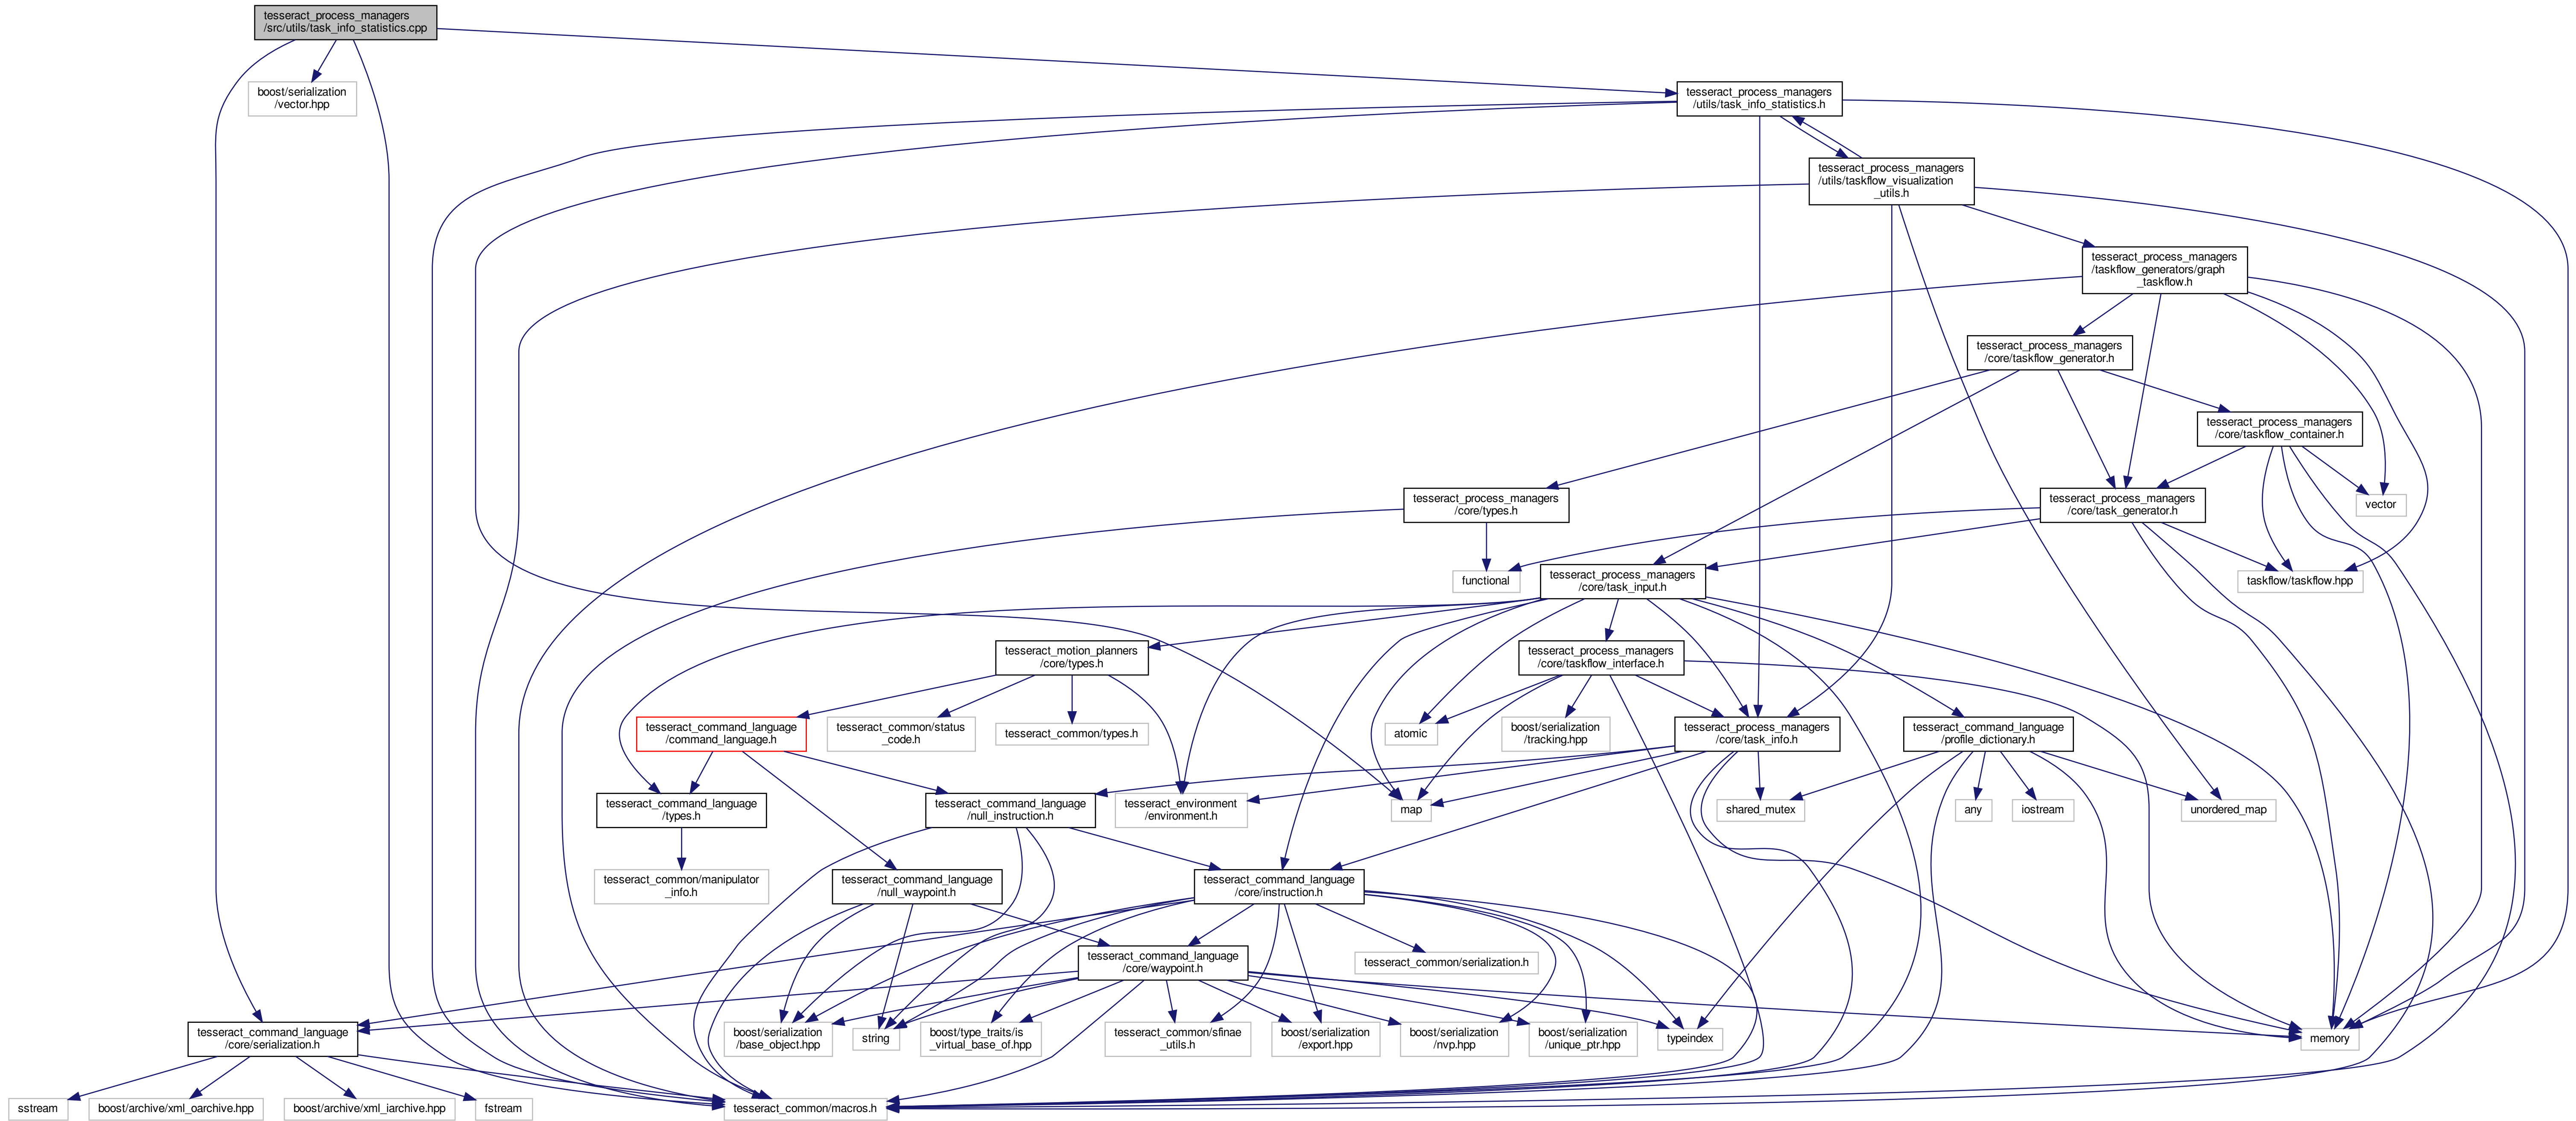 tesseract_process_managers
/src/utils/task_info_statistics.cpp
boost/serialization
/vector.hpp
tesseract_process_managers
/utils/task_info_statistics.h
tesseract_process_managers
/utils/taskflow_visualization
_utils.h
tesseract_process_managers
/taskflow_generators/graph
_taskflow.h
tesseract_process_managers
/core/taskflow_generator.h
tesseract_process_managers
/core/taskflow_container.h
tesseract_process_managers
/core/types.h
tesseract_process_managers
/core/task_generator.h
vector
functional
tesseract_process_managers
/core/task_input.h
taskflow/taskflow.hpp
tesseract_motion_planners
/core/types.h
tesseract_process_managers
/core/taskflow_interface.h
tesseract_command_language
/command_language.h
tesseract_common/status
_code.h
tesseract_common/types.h
atomic
boost/serialization
/tracking.hpp
tesseract_process_managers
/core/task_info.h
tesseract_command_language
/profile_dictionary.h
tesseract_command_language
/types.h
tesseract_command_language
/null_instruction.h
tesseract_environment
/environment.h
map
shared_mutex
any
iostream
unordered_map
tesseract_common/manipulator
_info.h
tesseract_command_language
/null_waypoint.h
tesseract_command_language
/core/instruction.h
tesseract_command_language
/core/waypoint.h
tesseract_common/serialization.h
tesseract_command_language
/core/serialization.h
boost/serialization
/base_object.hpp
string
boost/type_traits/is
_virtual_base_of.hpp
tesseract_common/sfinae
_utils.h
boost/serialization
/export.hpp
boost/serialization
/nvp.hpp
boost/serialization
/unique_ptr.hpp
typeindex
memory
sstream
boost/archive/xml_oarchive.hpp
boost/archive/xml_iarchive.hpp
fstream
tesseract_common/macros.h